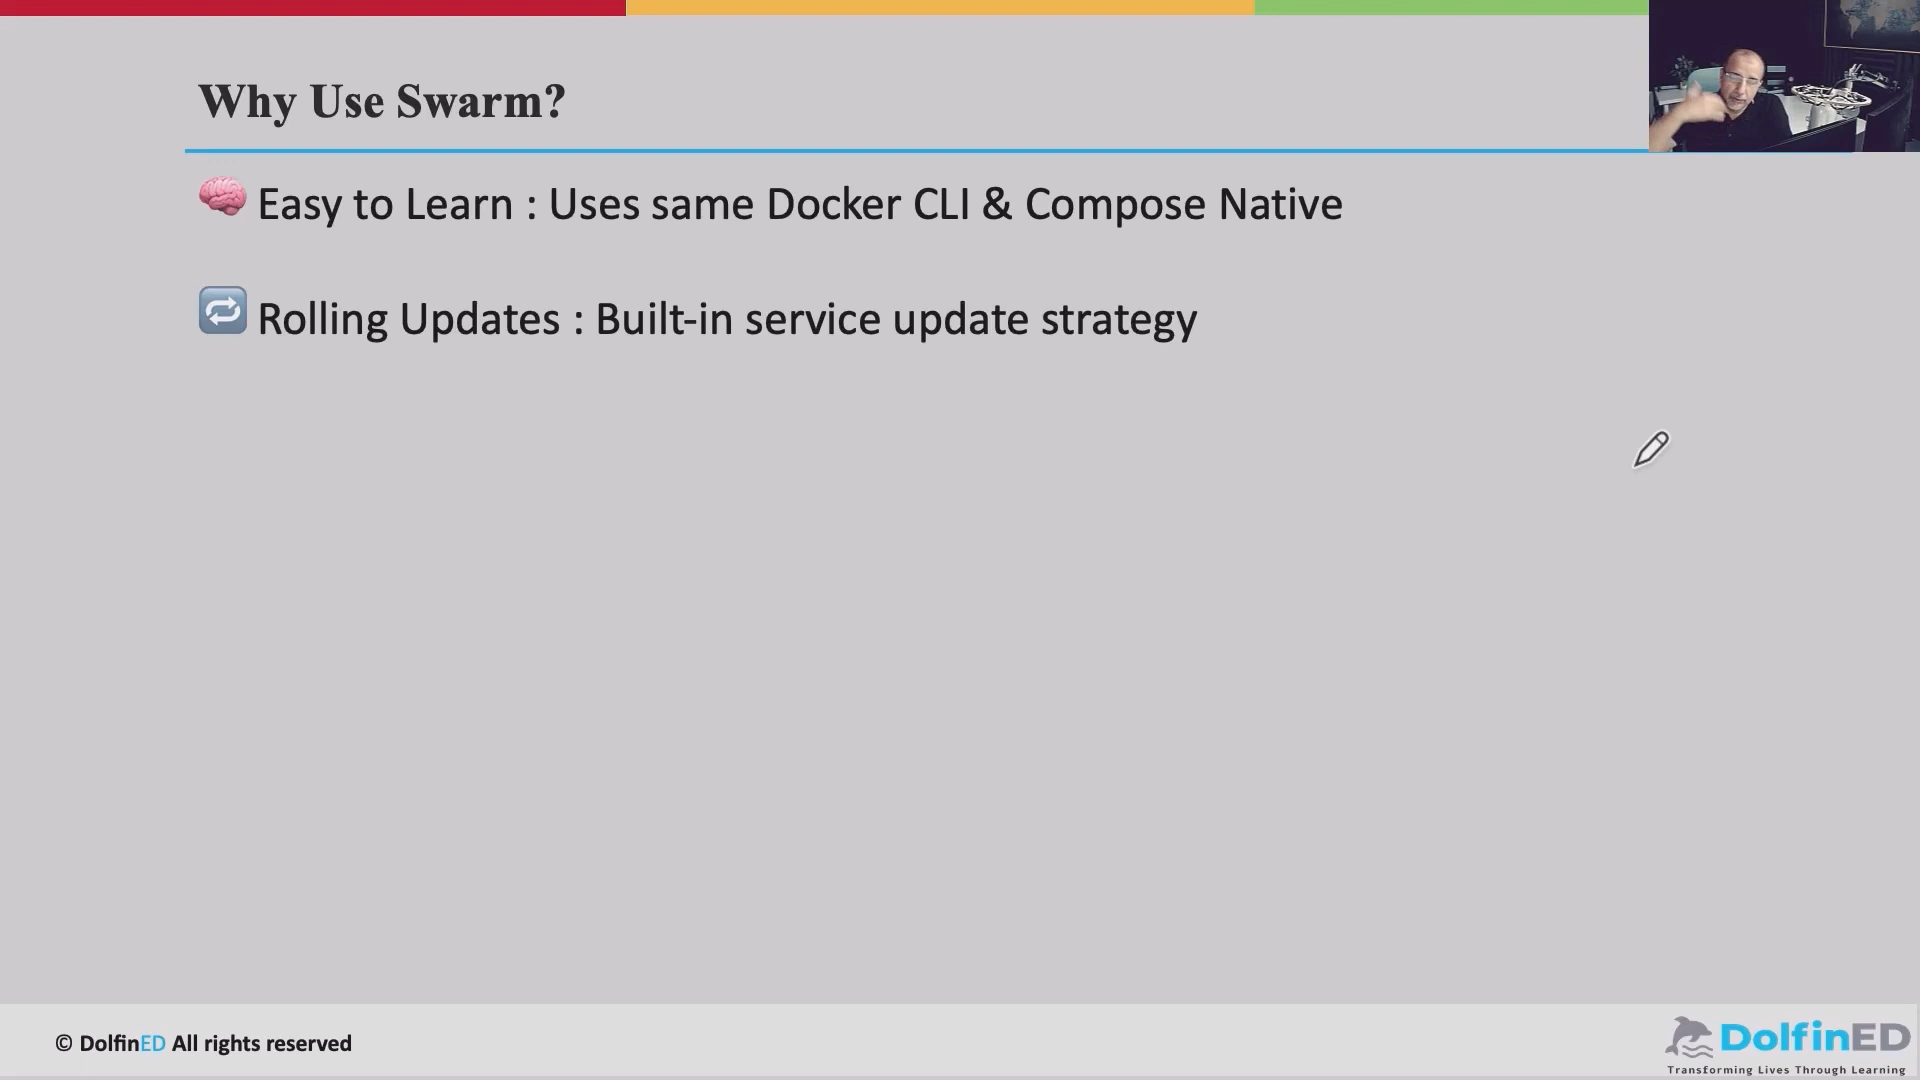 Why Use Swarm?
Easy to Learn : Uses same Docker CLI & Compose Native
Rolling Updates : Built-in service update strategy
© DolfinED All rights reserved
DolfinED
Transforming Lives Through Learning